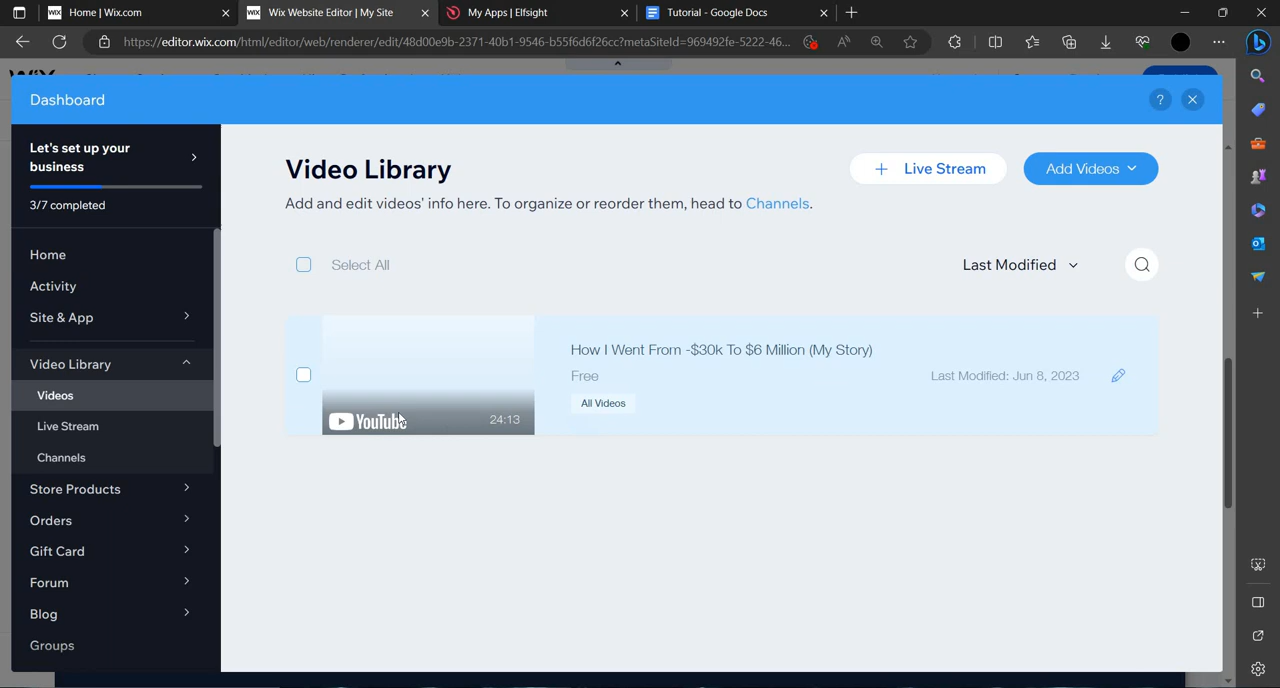 Home | Wix.com
Wix Website Editor | My Site
My Apps | Elfsight
Tutorial - Google Docs
https://editor.wix.com/html/editor/web/renderer/edit/48d00e9b-2371-40b1-9546-b55f6d6f26cc?metaSiteId=969492fe-5222-46...
Dashboard
Let's set up your
business
3/7 completed
Home
Activity
Site & App
Video Library
Videos
Live Stream
Channels
Store Products
Orders
Gift Card
Forum
Blog
Groups
Video Library
+ Live Stream
Add Videos
Add and edit videos' info here. To organize or reorder them, head to Channels.
Select All
Last Modified
How I Went From -$30k To $6 Million (My Story)
Free
Last Modified: Jun 8, 2023
All Videos
YouTube
24:13